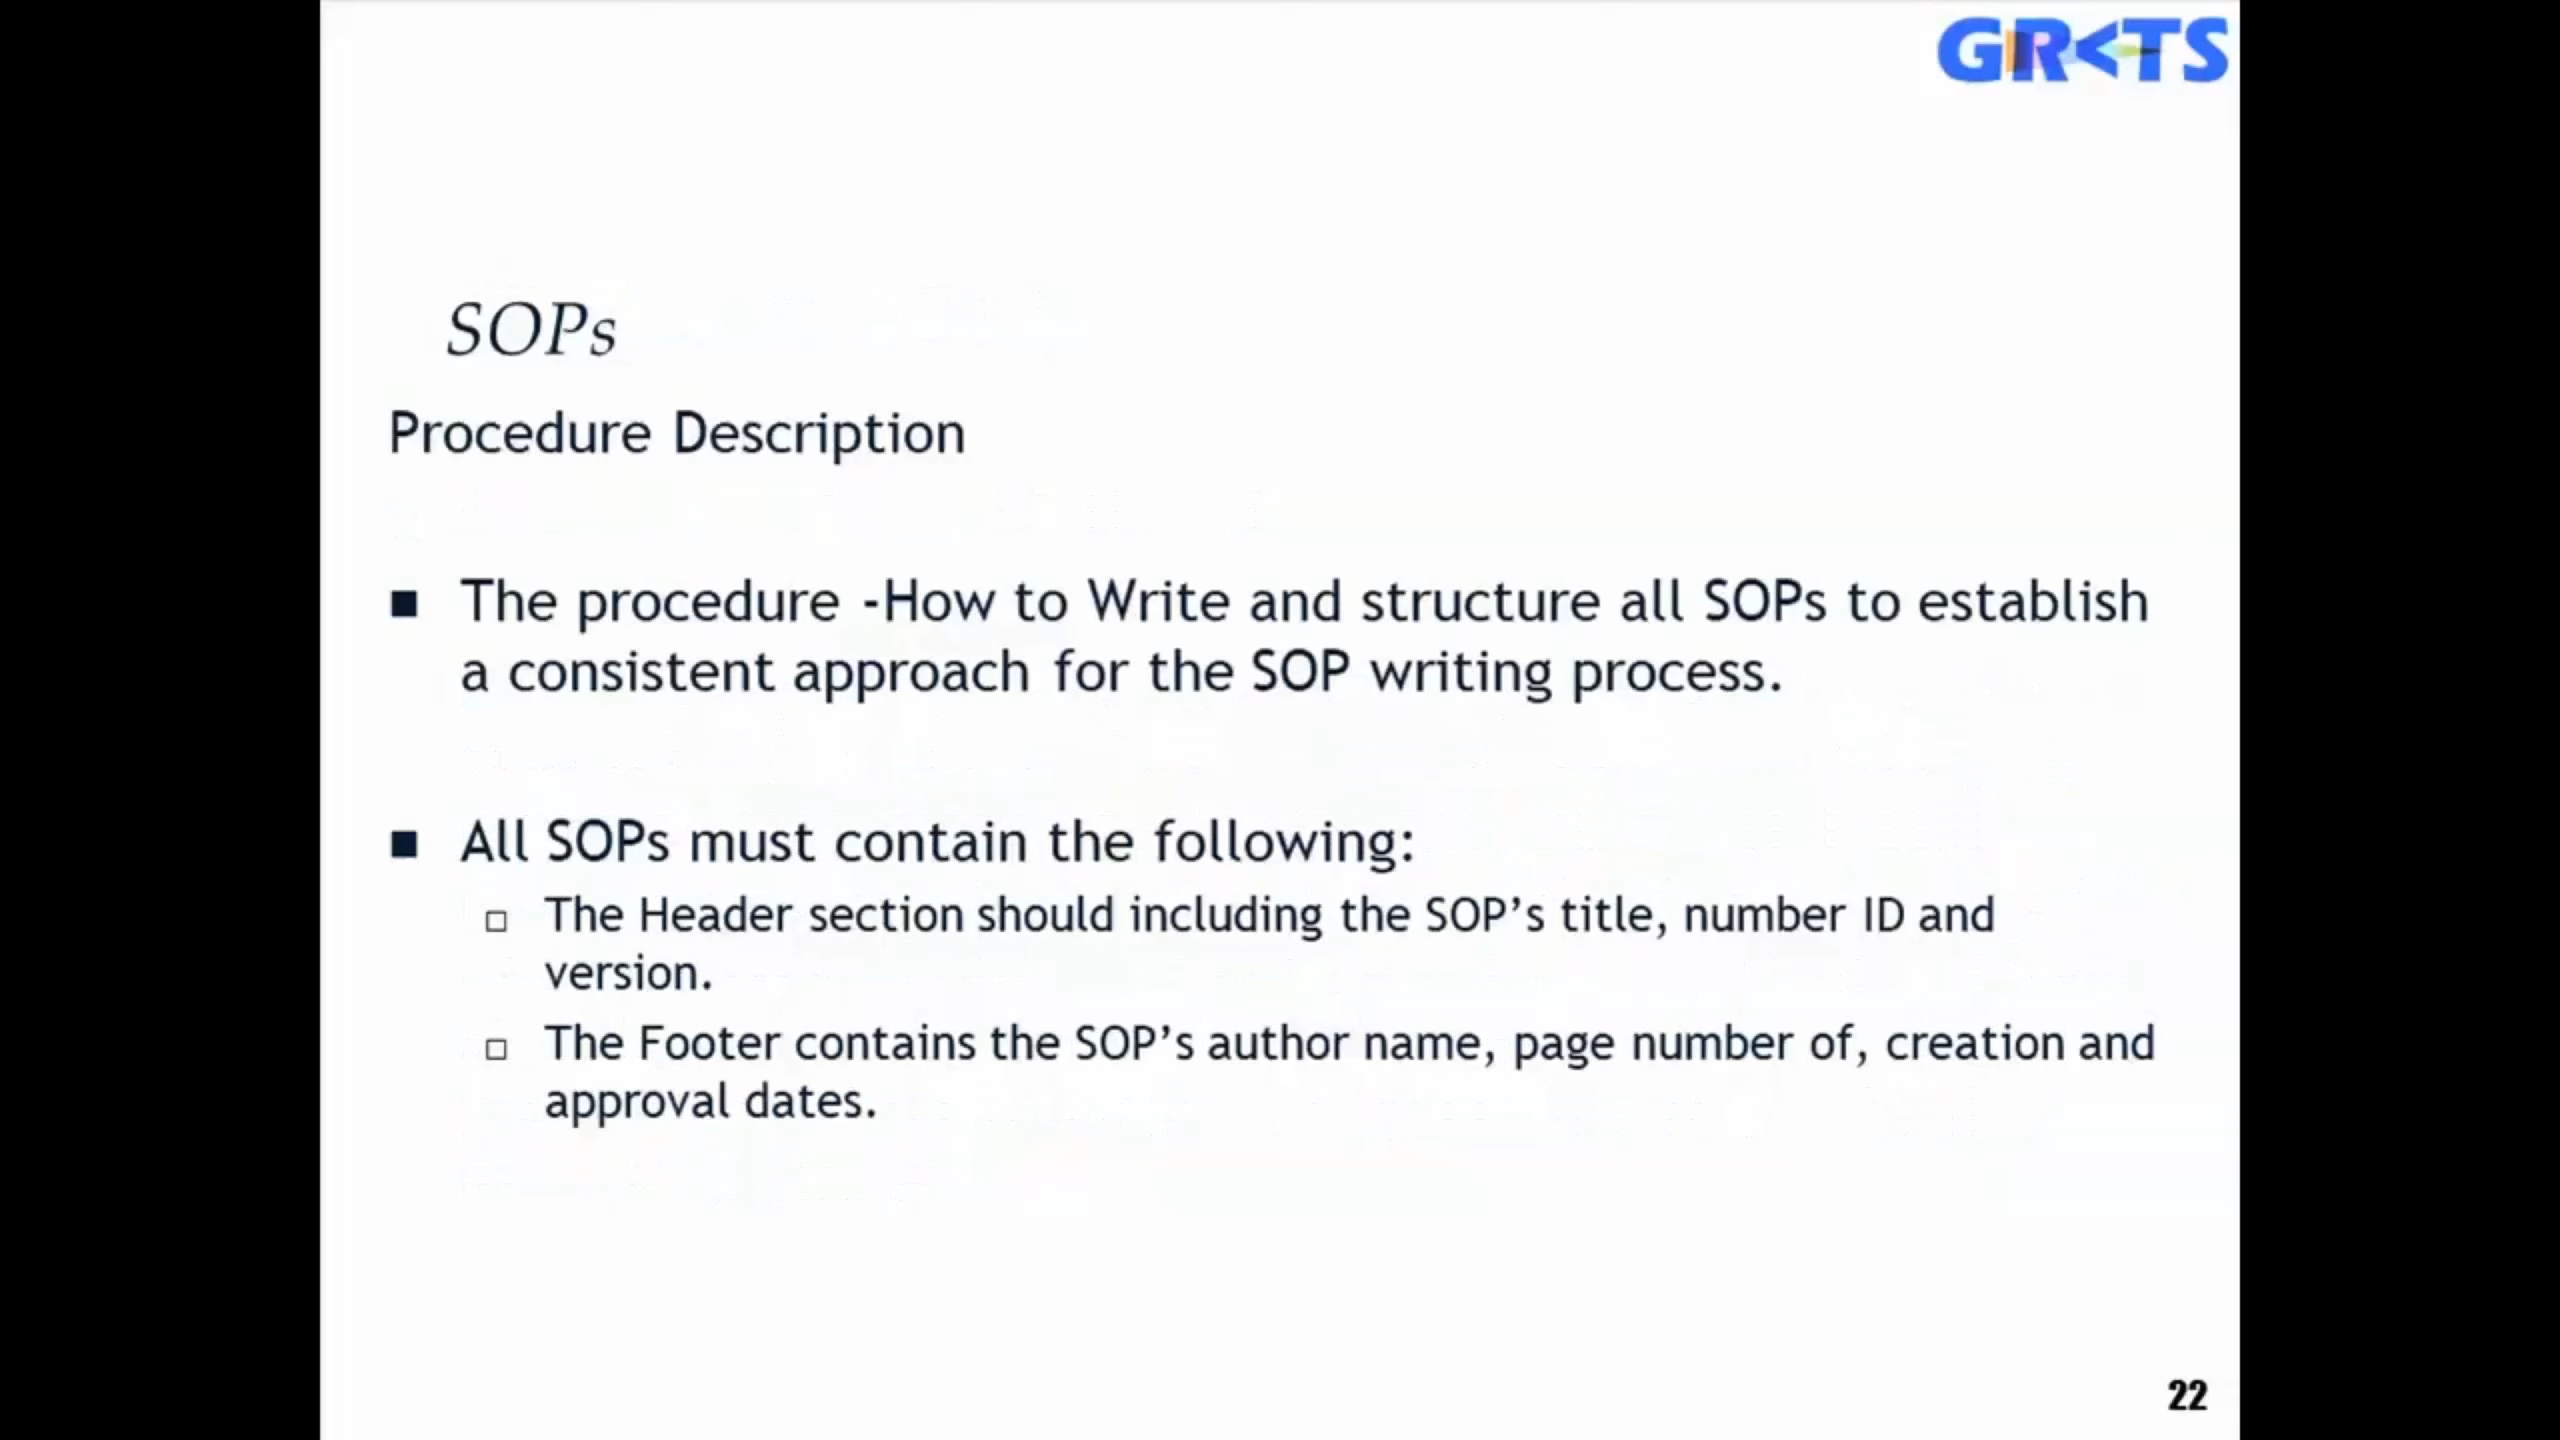 GR<TS
SOPs
Procedure Description
■ The procedure -How to Write and structure all SOPs to establish
a consistent approach for the SOP writing process.
■ All SOPs must contain the following:
□ The Header section should including the SOP’s title, number ID and
version.
□ The Footer contains the SOP’s author name, page number of, creation and
approval dates.
22